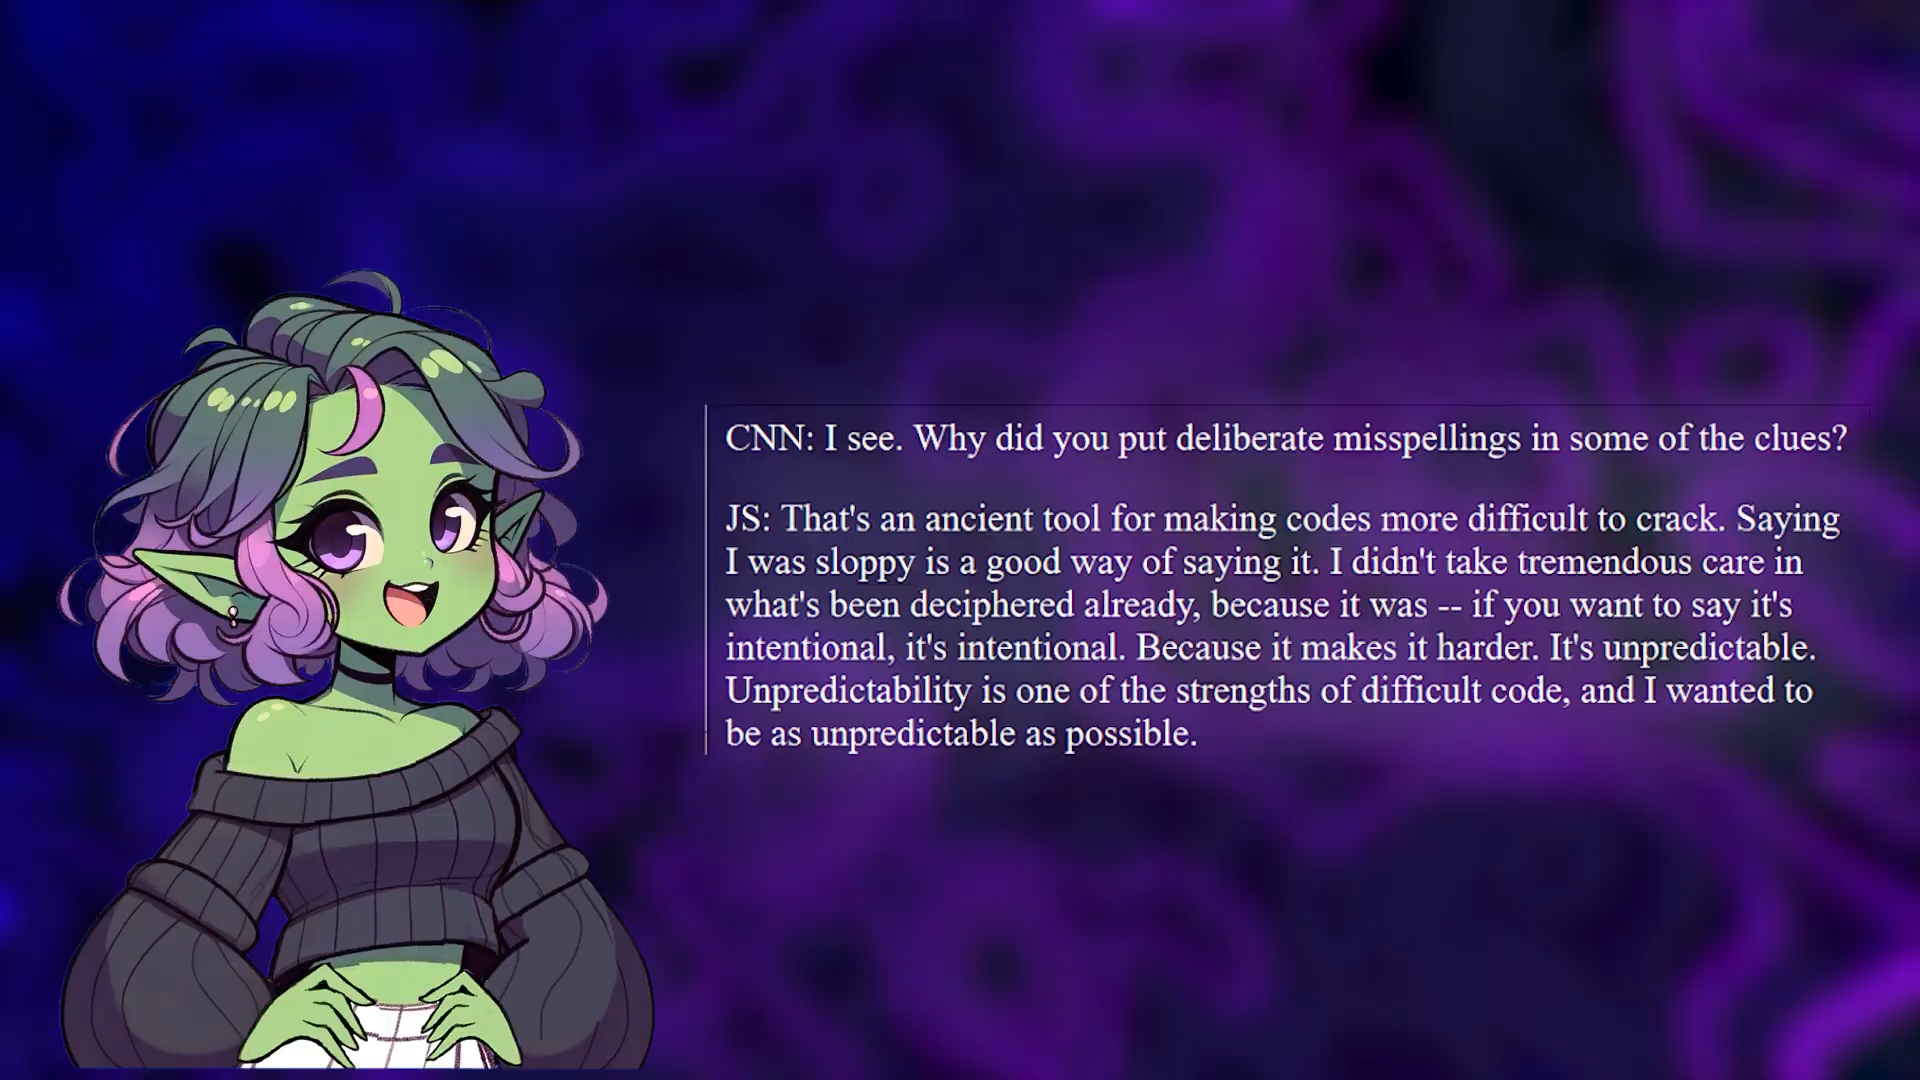 CNN: I see. Why did you put deliberate misspellings in some of the clues?
JS: That's an ancient tool for making codes more difficult to crack. Saying
I was sloppy is a good way of saying it. I didn't take tremendous care in
what's been deciphered already, because it was -- if you want to say it's
intentional, it's intentional. Because it makes it harder. It's unpredictable.
Unpredictability is one of the strengths of difficult code, and I wanted to
be as unpredictable as possible.